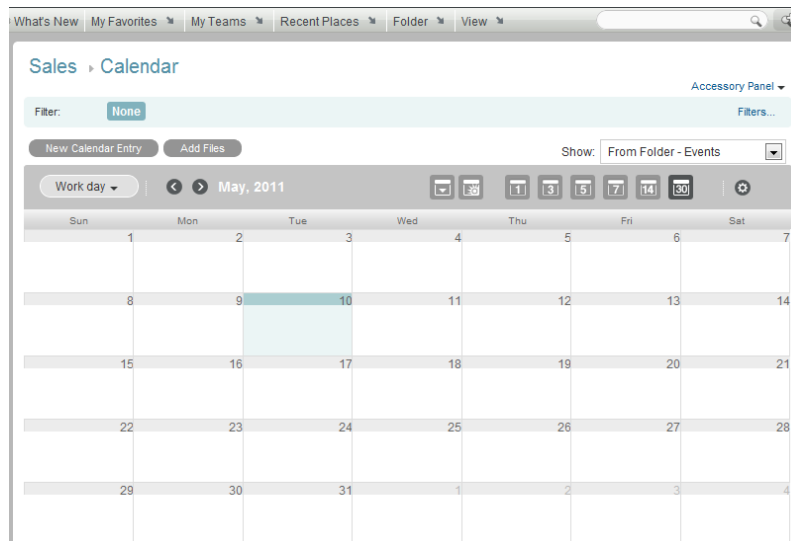 What's New My Favorites My Teams Recent Places Folder View
Sales Calendar
Accessory Panel
Filter: None Filters...
New Calendar Entry Add Files Show: From Folder - Events
Work day May, 2011 1 3 5 7 14 30
Sun Mon Tue Wed Thu Fri Sat
1 2 3 4 5 6 7
8 9 10 11 12 13 14
15 16 17 18 19 20 21
22 23 24 25 26 27 28
29 30 31 1 2 3 4